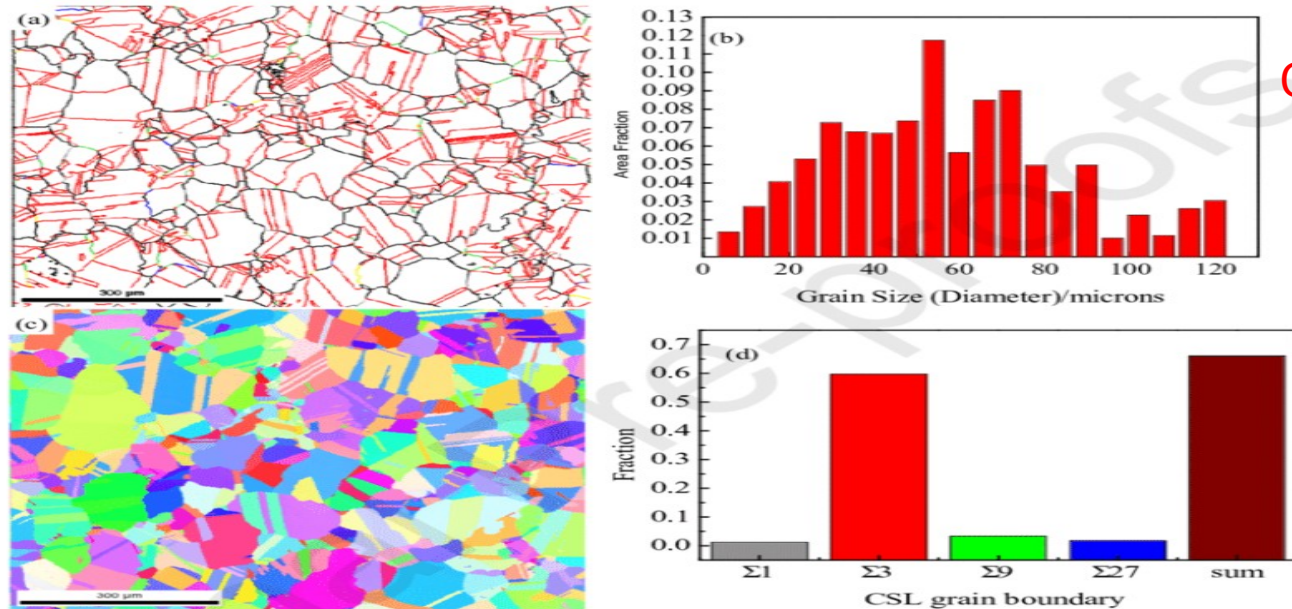 (a)
300 μm
(b)
0.13
0.12
0.11
0.10
0.09
0.08
0.07
0.06
0.05
0.04
0.03
0.02
0.01
Area Fraction
0 20 40 60 80 100 120
Grain Size (Diameter)/microns
(c)
300 μm
(d)
0.7
0.6
0.5
0.4
0.3
0.2
0.1
0.0
Fraction
Σ1 Σ3 Σ9 Σ27 sum
CSL grain boundary
re-proofs